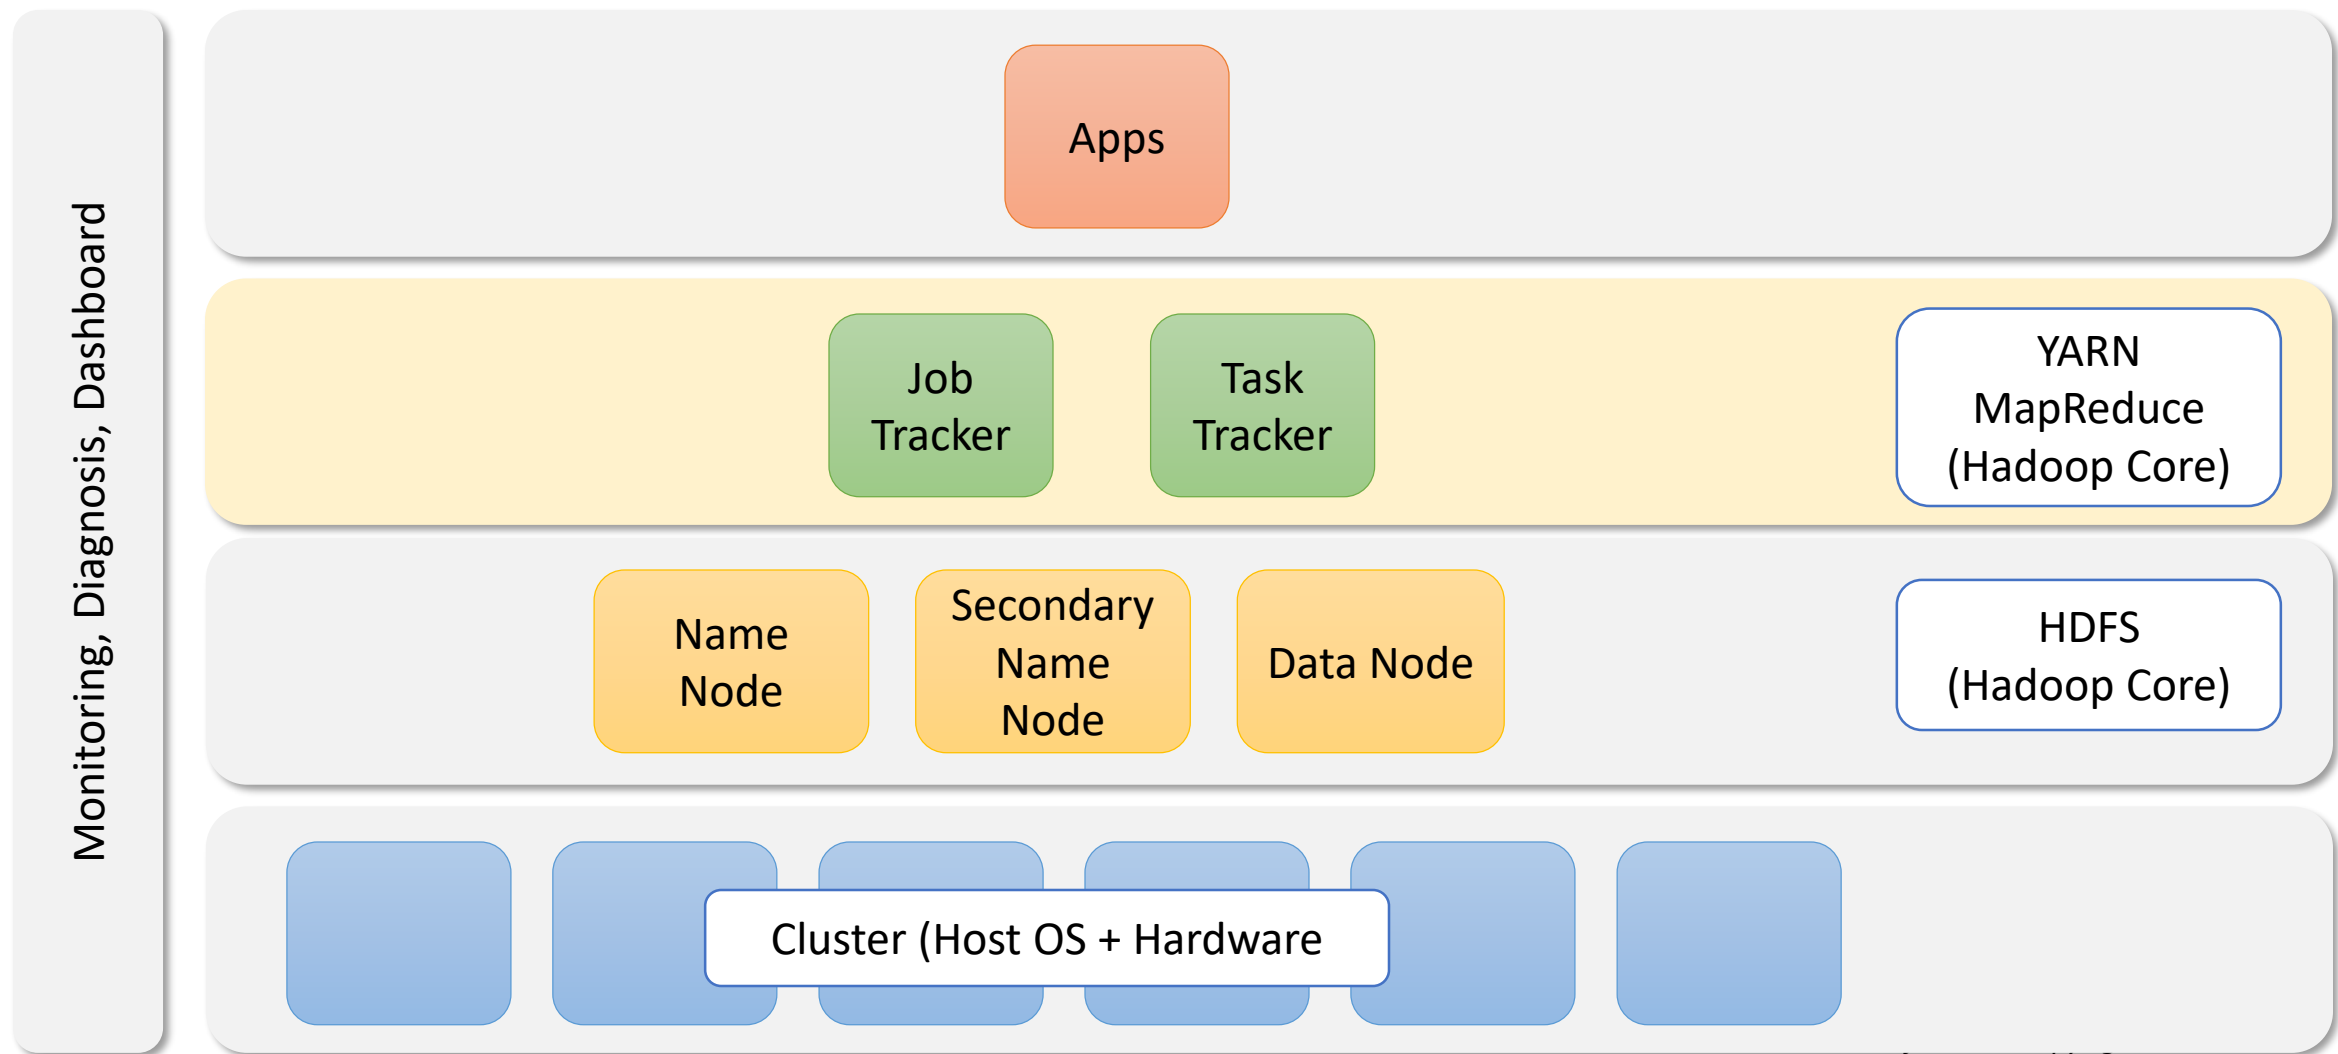 Monitoring, Diagnosis, Dashboard
Apps
Job
Tracker
Task
Tracker
YARN
MapReduce
(Hadoop Core)
Name
Node
Secondary
Name
Node
Data Node
HDFS
(Hadoop Core)
Cluster (Host OS + Hardware